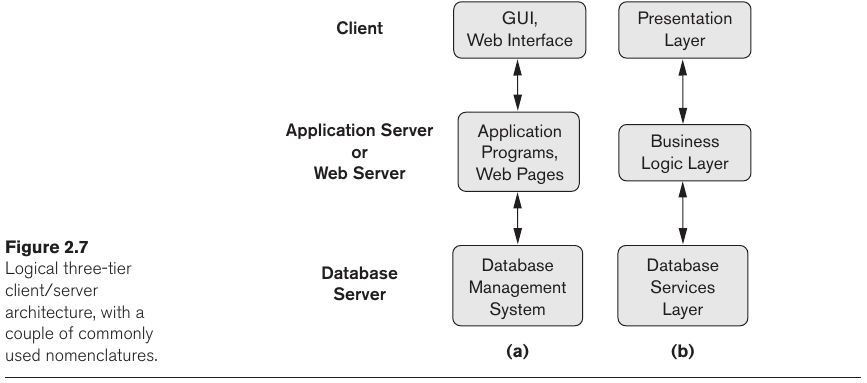 Client
GUI,
Web Interface
Presentation
Layer
Application Server
or
Web Server
Application
Programs,
Web Pages
Business
Logic Layer
Database
Server
Database
Management
System
Database
Services
Layer
(a)
(b)
Figure 2.7
Logical three-tier
client/server
architecture, with a
couple of commonly
used nomenclatures.